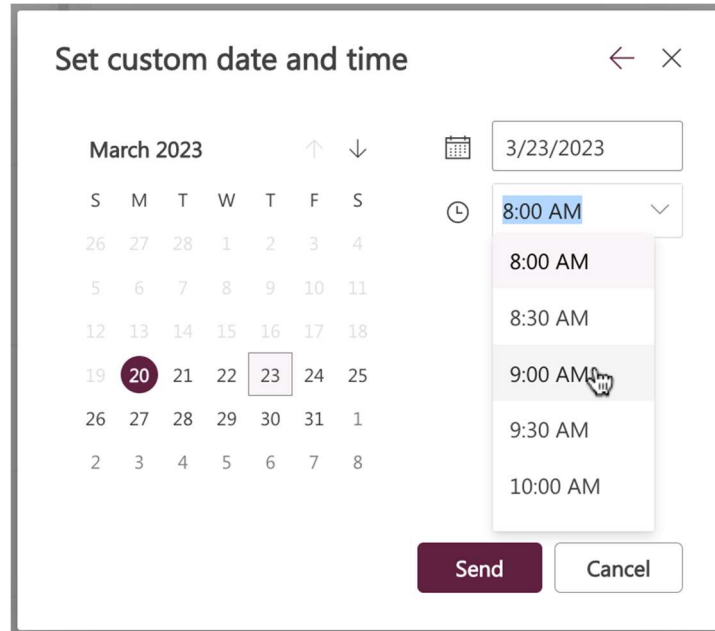 Set custom date and time
March 2023
S M T W T F S
26 27 28 1 2 3 4
5 6 7 8 9 10 11
12 13 14 15 16 17 18
19 20 21 22 23 24 25
26 27 28 29 30 31 1
2 3 4 5 6 7 8
3/23/2023
8:00 AM
8:00 AM
8:30 AM
9:00 AM
9:30 AM
10:00 AM
Send
Cancel